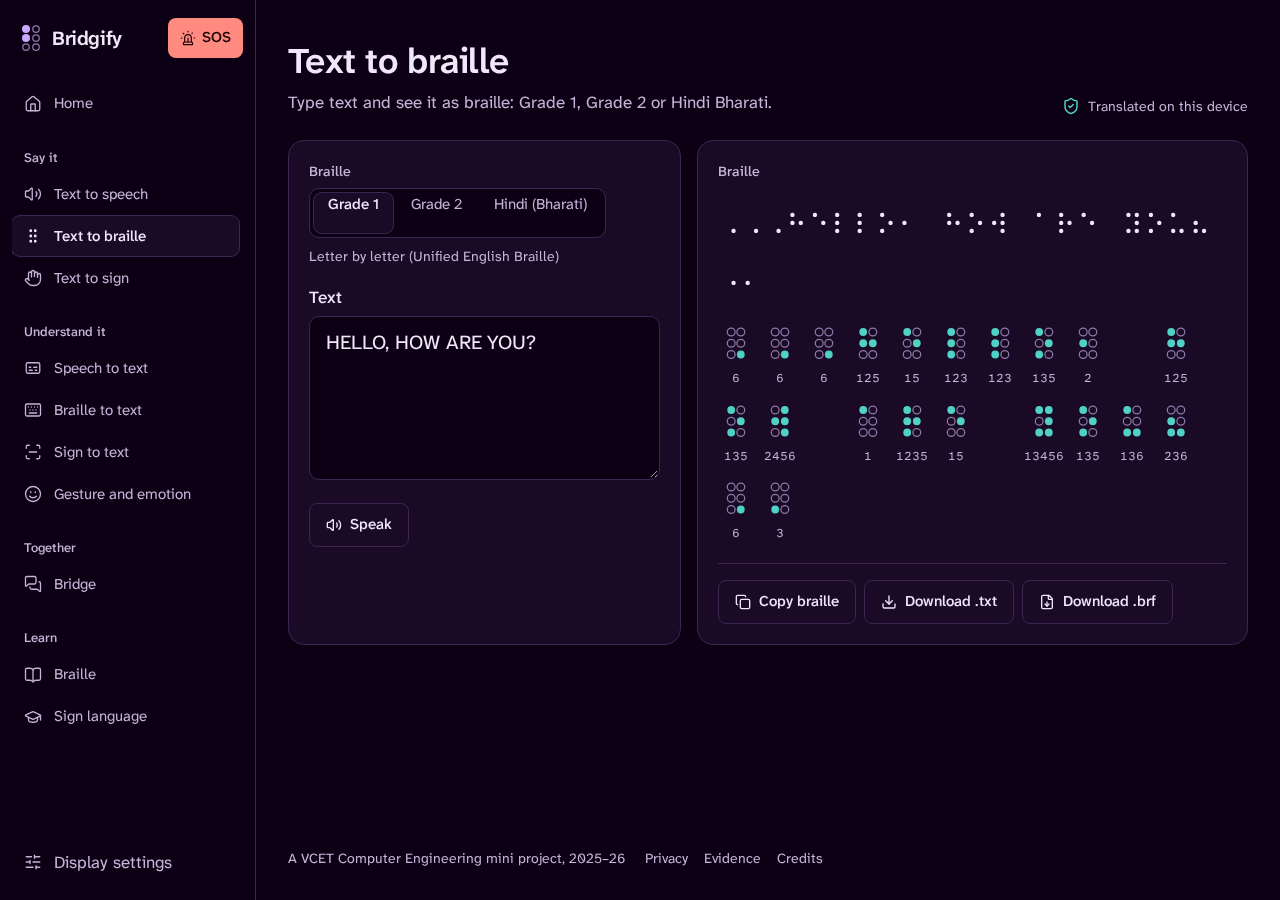 Bridgify
SOS
Home
Say it
Text to speech
Text to braille
Text to sign
Understand it
Speech to text
Braille to text
Sign to text
Gesture and emotion
Together
Bridge
Learn
Braille
Sign language
Display settings
Text to braille
Type text and see it as braille: Grade 1, Grade 2 or Hindi Bharati.
Translated on this device
Braille
Grade 1 Grade 2 Hindi (Bharati)
Letter by letter (Unified English Braille)
Text
HELLO, HOW ARE YOU?
Speak
Braille
⠠⠠⠠⠓⠑⠇⠇⠕⠂ ⠓⠕⠺ ⠁⠗⠑ ⠽⠕⠥⠦
⠠⠄
6 6 6 125 15 123 123 135 2 125
135 2456 1 1235 15 13456 135 136 236
6 3
Copy braille Download .txt Download .brf
A VCET Computer Engineering mini project, 2025–26 Privacy Evidence Credits